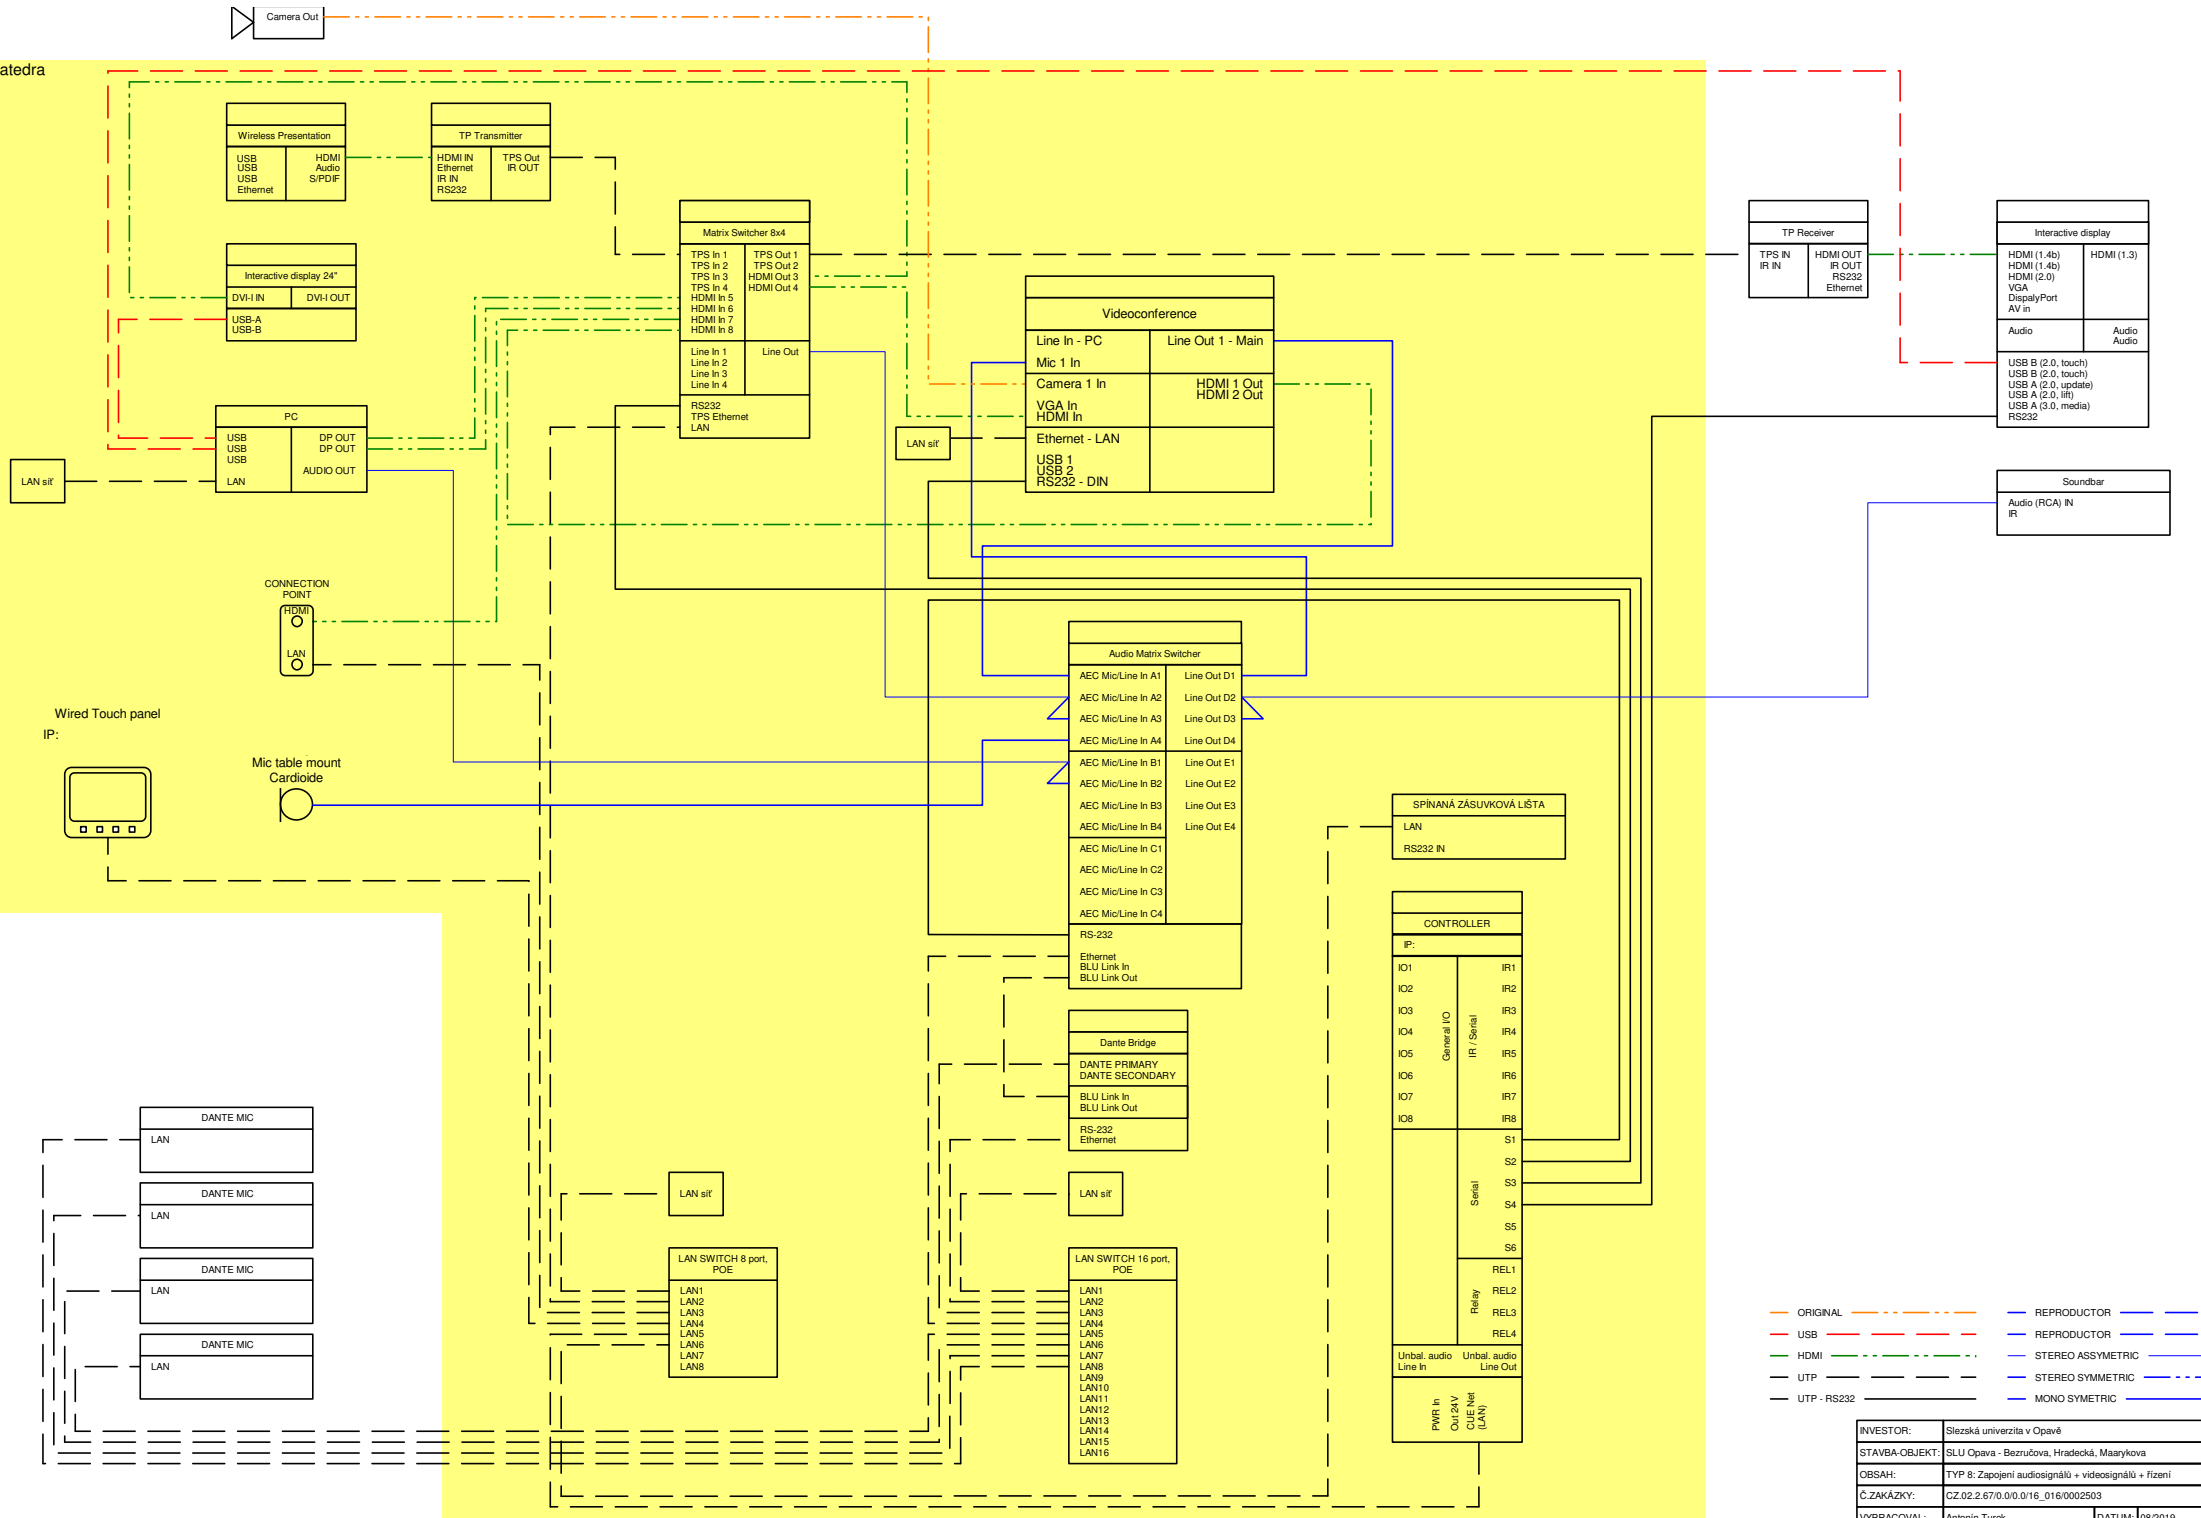 Camera Out
atedra
Wireless Presentation
USB
USB
USB
Ethernet
HDMI
Audio
S/PDIF
TP Transmitter
HDMI IN
Ethernet
IR IN
RS232
TPS Out
IR OUT
Interactive display 24"
DVI-I IN
DVI-I OUT
USB-A
USB-B
PC
USB
USB
USB
LAN
DP OUT
DP OUT
AUDIO OUT
LAN síť
Matrix Switcher 8x4
TPS In 1
TPS In 2
TPS In 3
TPS In 4
HDMI In 5
HDMI In 6
HDMI In 7
HDMI In 8
TPS Out 1
TPS Out 2
HDMI Out 3
HDMI Out 4
Line In 1
Line In 2
Line In 3
Line In 4
Line Out
RS232
TPS Ethernet
LAN
Videoconference
Line In - PC
Mic 1 In
Line Out 1 - Main
Camera 1 In
VGA In
HDMI In
HDMI 1 Out
HDMI 2 Out
Ethernet - LAN
USB 1
USB 2
RS232 - DIN
LAN síť
TP Receiver
TPS IN
IR IN
HDMI OUT
IR OUT
RS232
Ethernet
Interactive display
HDMI (1.4b)
HDMI (1.4b)
HDMI (2.0)
VGA
DispalyPort
AV in
HDMI (1.3)
Audio
Audio
Audio
USB B (2.0, touch)
USB B (2.0, touch)
USB A (2.0, update)
USB A (2.0, lift)
USB A (3.0, media)
RS232
Soundbar
Audio (RCA) IN
IR
CONNECTION
POINT
HDMI
LAN
Wired Touch panel
IP:
Mic table mount
Cardioide
Audio Matrix Switcher
AEC Mic/Line In A1
AEC Mic/Line In A2
AEC Mic/Line In A3
AEC Mic/Line In A4
AEC Mic/Line In B1
AEC Mic/Line In B2
AEC Mic/Line In B3
AEC Mic/Line In B4
AEC Mic/Line In C1
AEC Mic/Line In C2
AEC Mic/Line In C3
AEC Mic/Line In C4
Line Out D1
Line Out D2
Line Out D3
Line Out D4
Line Out E1
Line Out E2
Line Out E3
Line Out E4
RS-232
Ethernet
BLU Link In
BLU Link Out
Dante Bridge
DANTE PRIMARY
DANTE SECONDARY
BLU Link In
BLU Link Out
RS-232
Ethernet
SPÍNANÁ ZÁSUVKOVÁ LIŠTA
LAN
RS232 IN
CONTROLLER
IP:
IO1
IO2
IO3
IO4
IO5
IO6
IO7
IO8
General I/O
IR / Serial
IR1
IR2
IR3
IR4
IR5
IR6
IR7
IR8
Serial
S1
S2
S3
S4
S5
S6
Relay
REL1
REL2
REL3
REL4
Unbal. audio
Line In
Unbal. audio
Line Out
PWR In
Out 24V
CUE Net
(LAN)
DANTE MIC
LAN
DANTE MIC
LAN
DANTE MIC
LAN
DANTE MIC
LAN
LAN síť
LAN SWITCH 8 port,
POE
LAN1
LAN2
LAN3
LAN4
LAN5
LAN6
LAN7
LAN8
LAN síť
LAN SWITCH 16 port,
POE
LAN1
LAN2
LAN3
LAN4
LAN5
LAN6
LAN7
LAN8
LAN9
LAN10
LAN11
LAN12
LAN13
LAN14
LAN15
LAN16
ORIGINAL
USB
HDMI
UTP
UTP - RS232
REPRODUCTOR
REPRODUCTOR
STEREO ASSYMETRIC
STEREO SYMMETRIC
MONO SYMETRIC
INVESTOR: Slezská univerzita v Opavě
STAVBA-OBJEKT: SLU Opava - Bezručova, Hradecká, Maarykova
OBSAH: TYP 8: Zapojení audiosignálů + videosignálů + řízení
Č.ZAKÁZKY: CZ.02.2.67/0.0/0.0/16_016/0002503
VYPRACOVAL: Antonín Turek DATUM: 08/2019